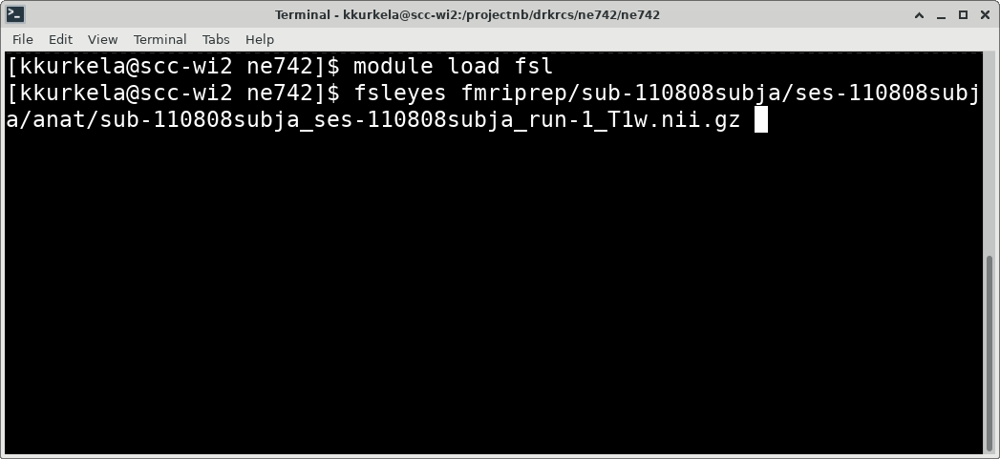 Terminal - kkurkela@scc-wi2:/projectnb/drkrcs/ne742/ne742
File Edit View Terminal Tabs Help
[kkurkela@scc-wi2 ne742]$ module load fsl
[kkurkela@scc-wi2 ne742]$ fsleyes fmriprep/sub-110808subja/ses-110808subj
a/anat/sub-110808subja_ses-110808subja_run-1_T1w.nii.gz